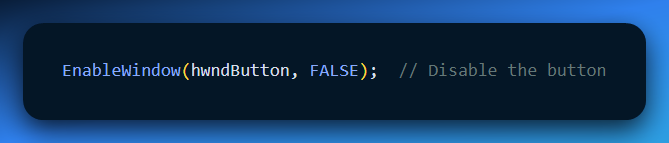 EnableWindow(hwndButton, FALSE);  // Disable the button